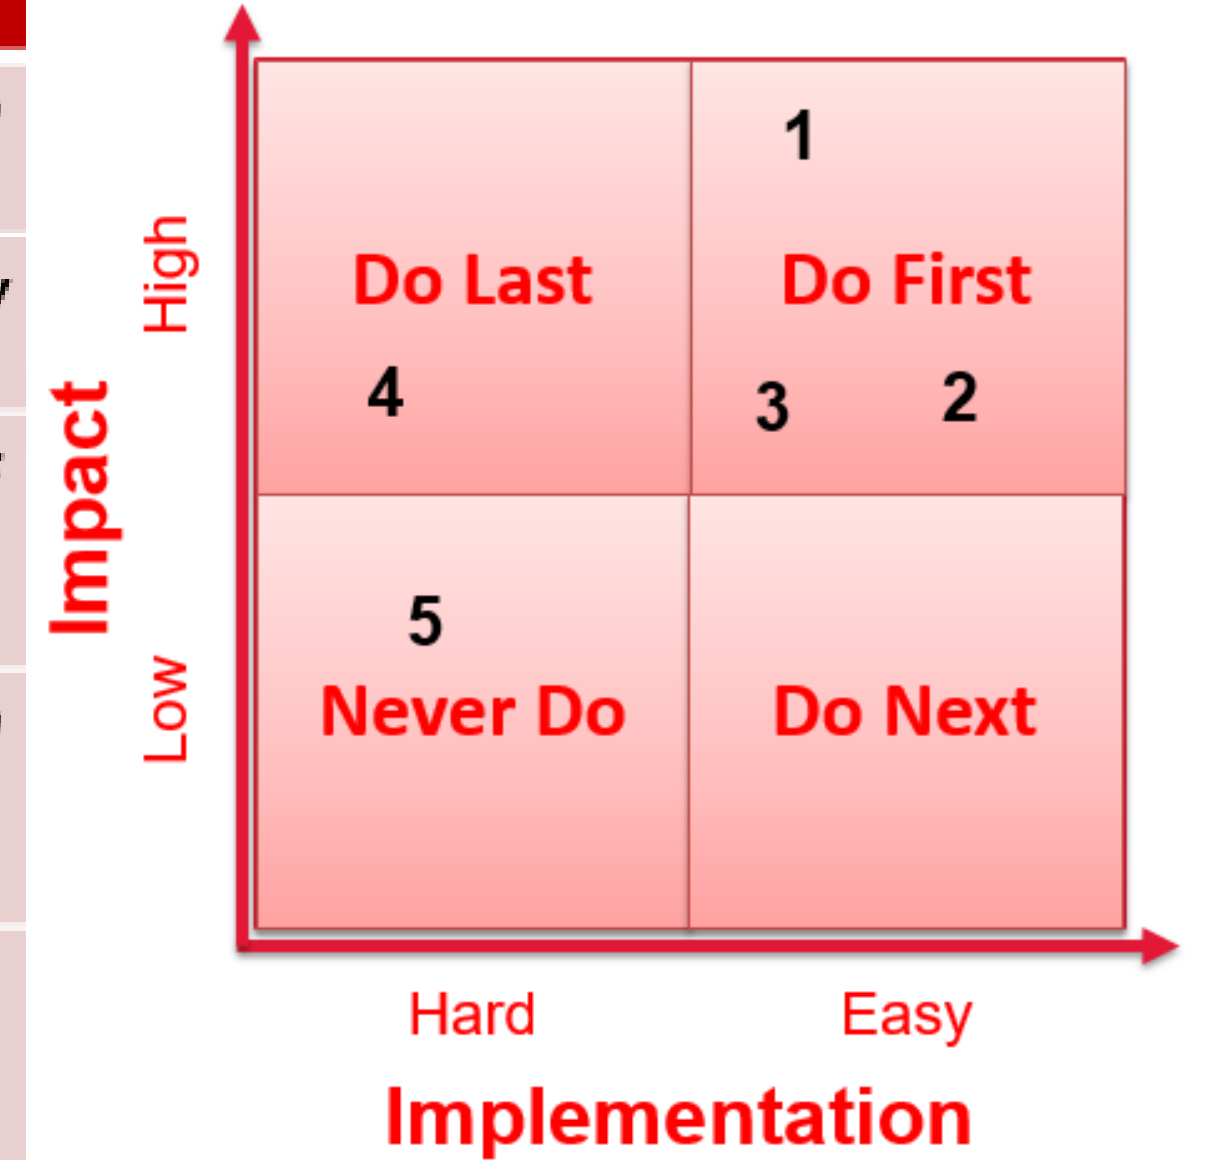 1
Do Last
Do First
4
3
2
5
Never Do
Do Next
High
Low
Impact
Hard
Easy
Implementation